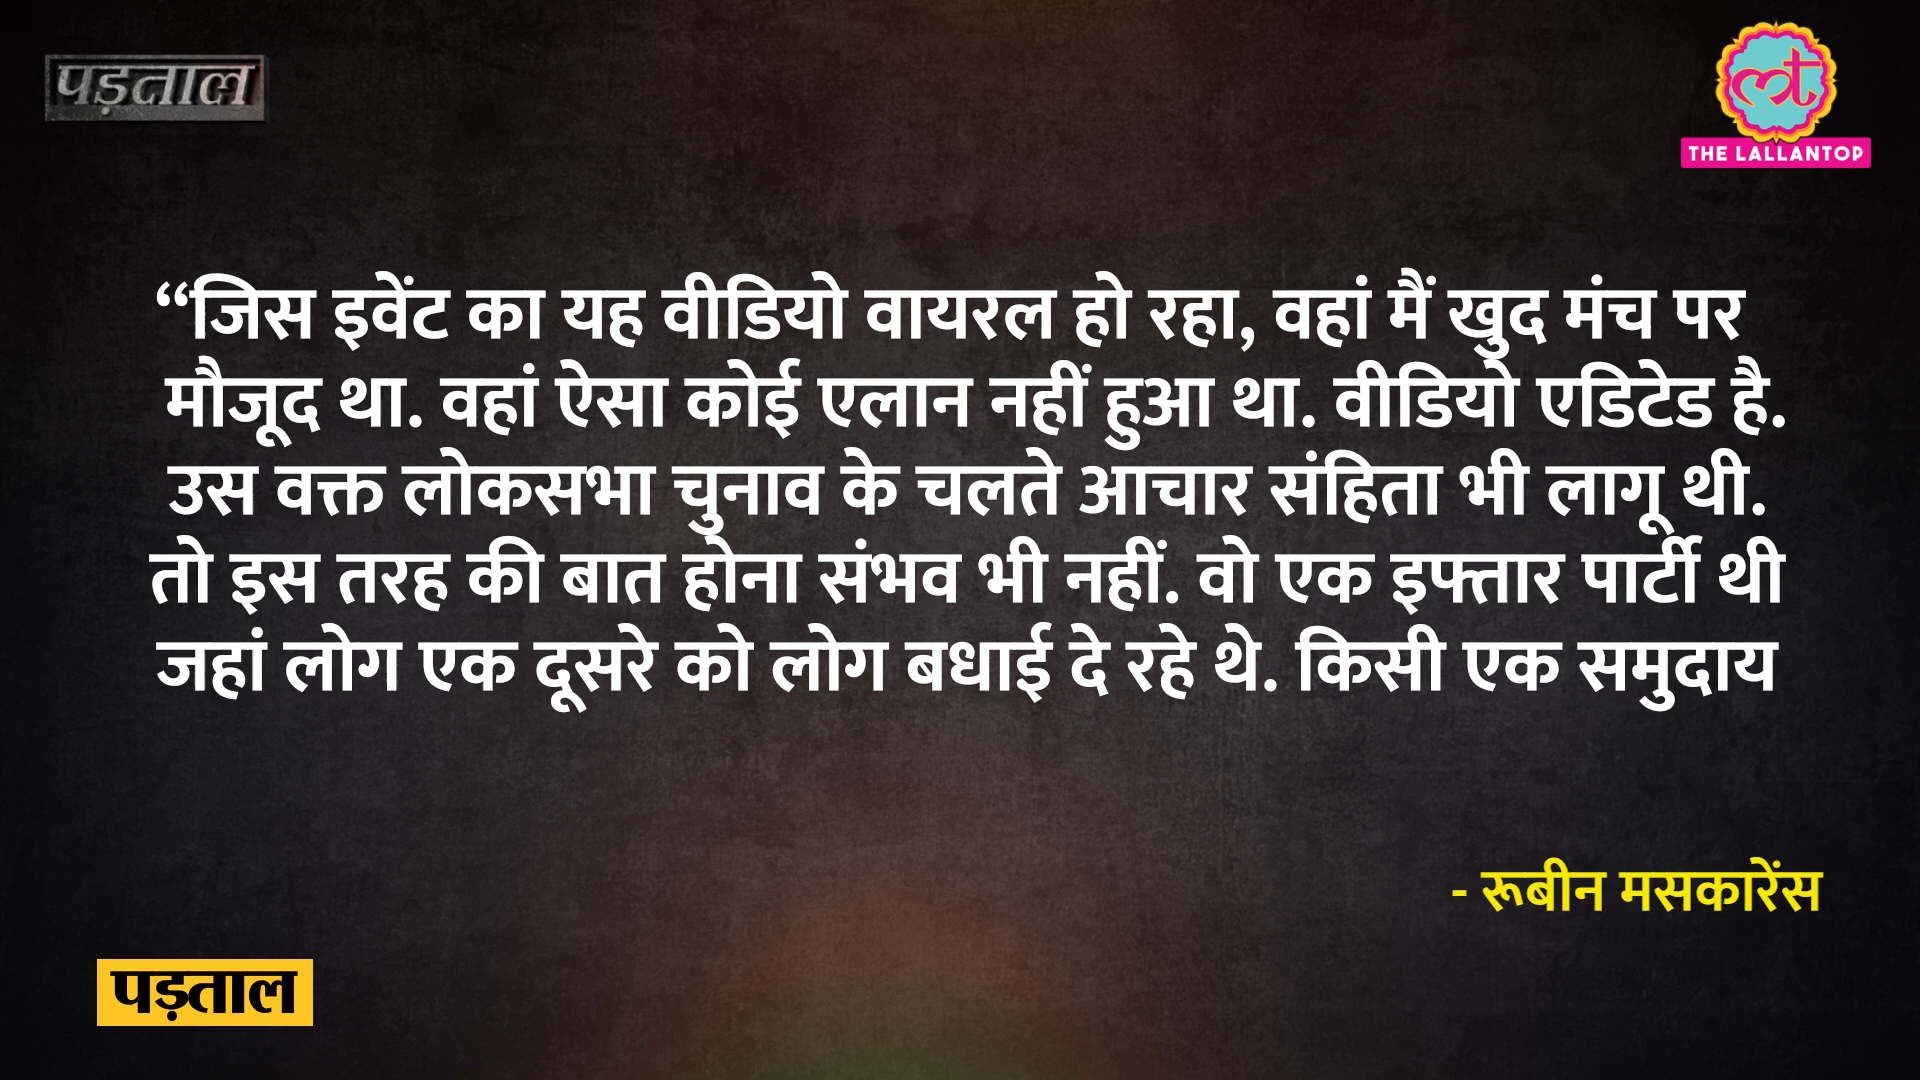 पड़ताल
lt
THE LALLANTOP
“जिस इवेंट का यह वीडियो वायरल हो रहा, वहां मैं खुद मंच पर
मौजूद था. वहां ऐसा कोई एलान नहीं हुआ था. वीडियो एडिटेड है.
उस वक्त लोकसभा चुनाव के चलते आचार संहिता भी लागू थी.
तो इस तरह की बात होना संभव भी नहीं. वो एक इफ्तार पार्टी थी
जहां लोग एक दूसरे को लोग बधाई दे रहे थे. किसी एक समुदाय
- रूबीन मसकारेंस
पड़ताल